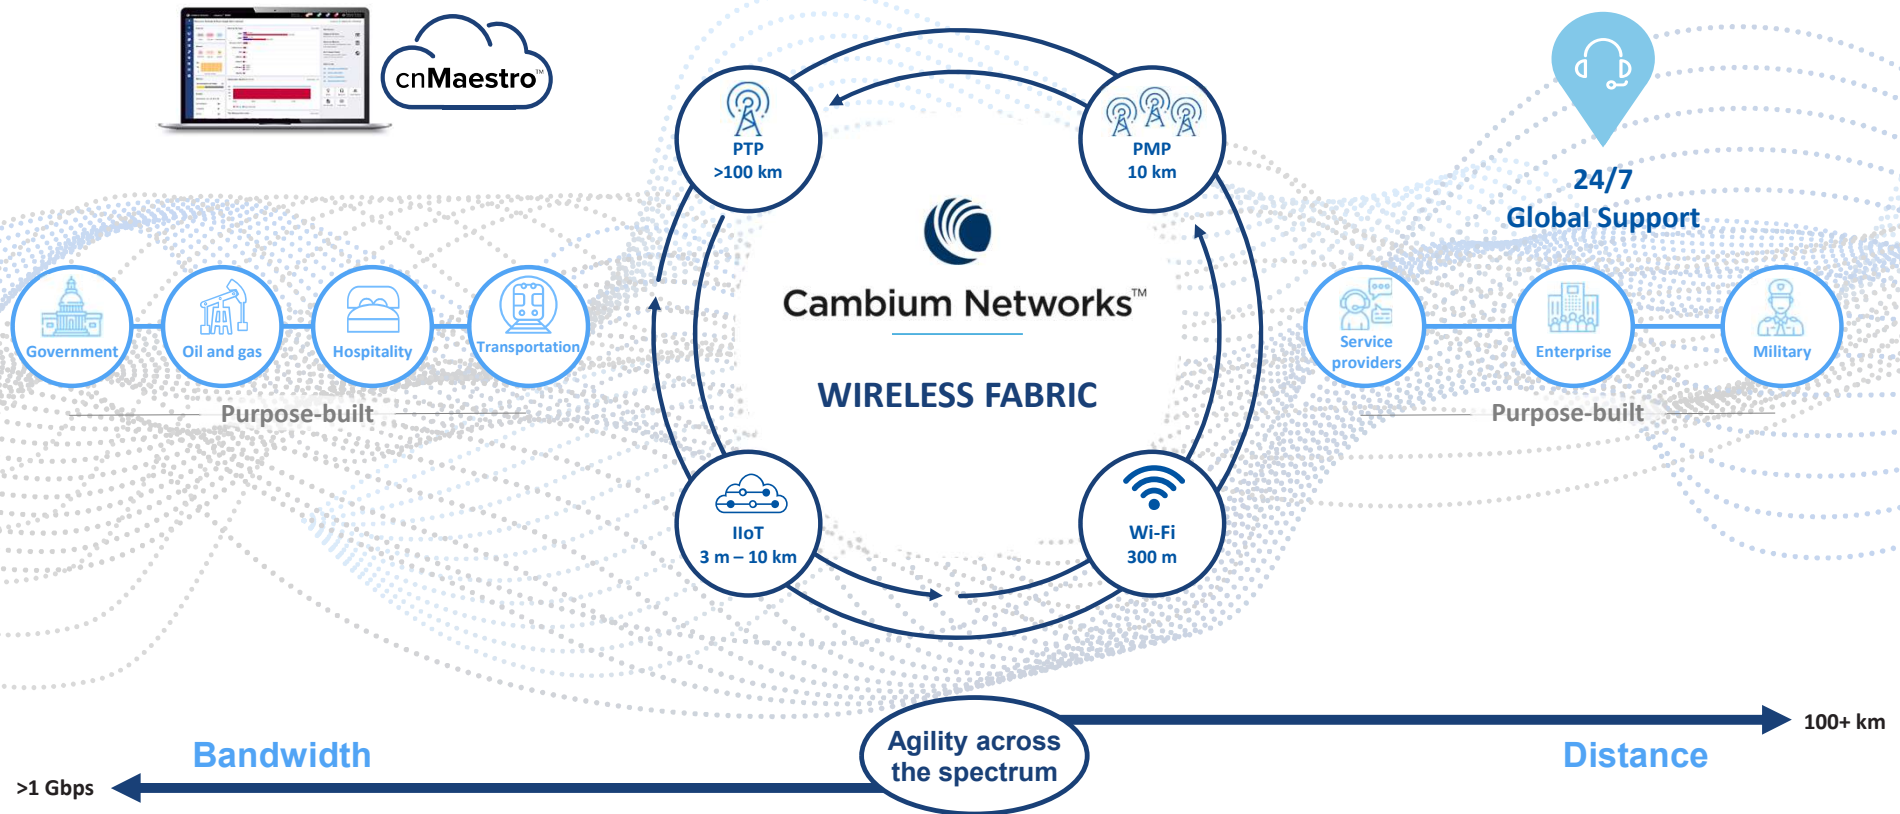 cnMaestro™
PTP
>100 km
PMP
10 km
24/7
Global Support
Cambium Networks™
WIRELESS FABRIC
Government
Oil and gas
Hospitality
Transportation
Purpose-built
Service
providers
Enterprise
Military
Purpose-built
IIoT
3 m – 10 km
Wi-Fi
300 m
Agility across
the spectrum
100+ km
Bandwidth
Distance
>1 Gbps